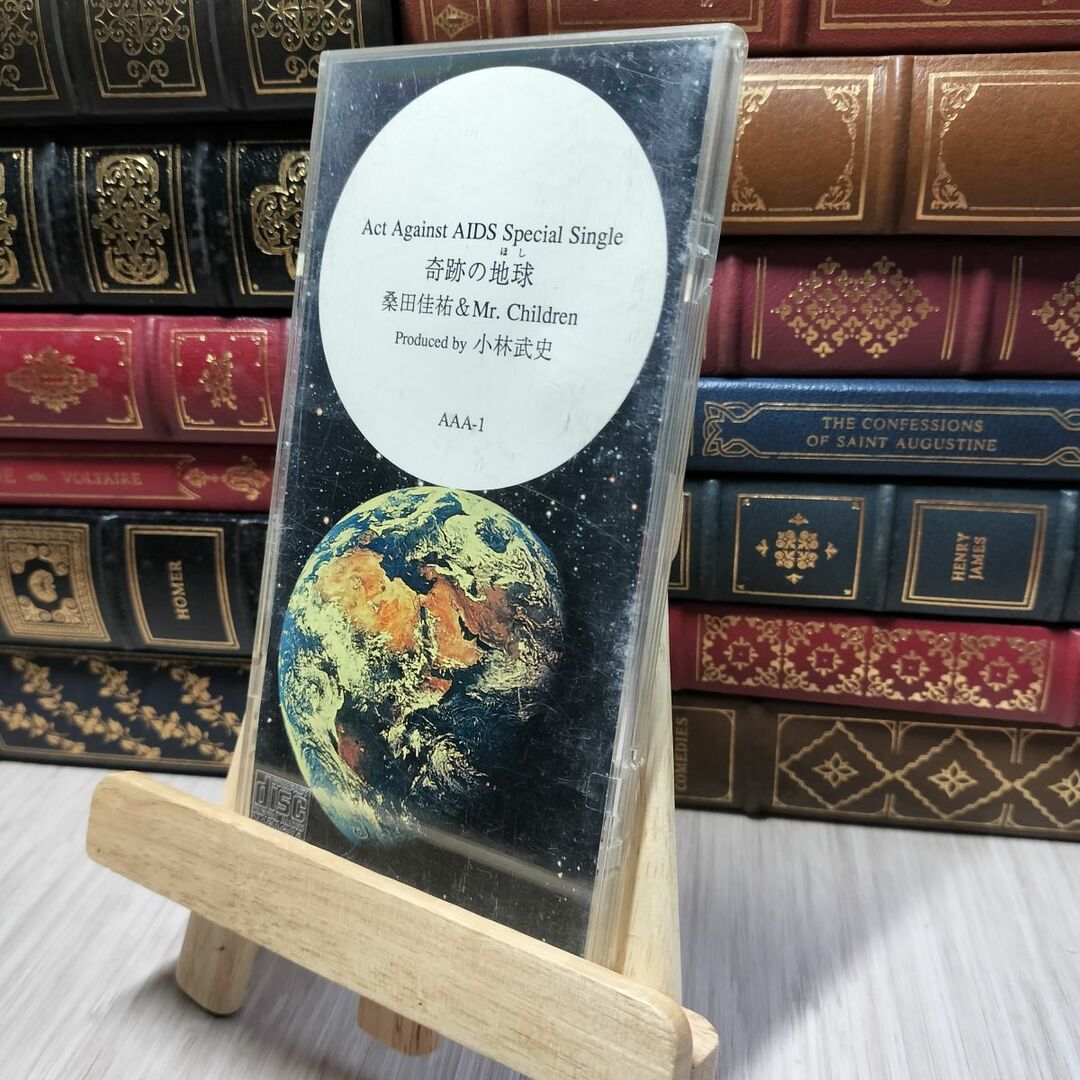 Act Against AIDS Special Single
ほし
奇跡の地球
桑田佳祐&Mr. Children
Produced by 小林武史
AAA-1
disc
VOLTAIRE
HOMER
THE CONFESSIONS
OF SAINT AUGUSTINE
HENRY
JAMES
COMEDIES